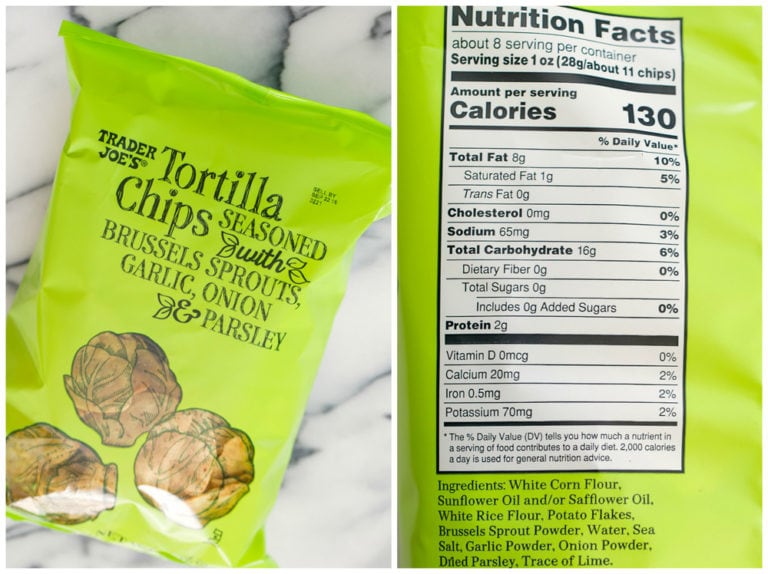 TRADER
JOE'S®
Tortilla
Chips SEASONED
with
BRUSSELS SPROUTS,
GARLIC, ONION
& PARSLEY
SELL BY
Nutrition Facts
about 8 serving per container
Serving size 1 oz (28g/about 11 chips)
Amount per serving
Calories 130
% Daily Value*
Total Fat 8g 10%
Saturated Fat 1g 5%
Trans Fat 0g
Cholesterol 0mg 0%
Sodium 65mg 3%
Total Carbohydrate 16g 6%
Dietary Fiber 0g 0%
Total Sugars 0g
Includes 0g Added Sugars 0%
Protein 2g
Vitamin D 0mcg 0%
Calcium 20mg 2%
Iron 0.5mg 2%
Potassium 70mg 2%
* The % Daily Value (DV) tells you how much a nutrient in
a serving of food contributes to a daily diet. 2,000 calories
a day is used for general nutrition advice.
Ingredients: White Corn Flour,
Sunflower Oil and/or Safflower Oil,
White Rice Flour, Potato Flakes,
Brussels Sprout Powder, Water, Sea
Salt, Garlic Powder, Onion Powder,
Dried Parsley, Trace of Lime.